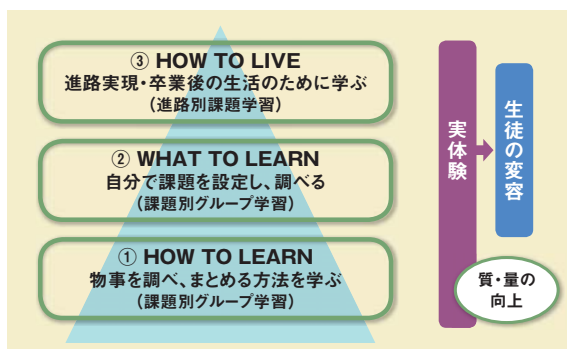 ③ HOW TO LIVE
進路実現・卒業後の生活のために学ぶ
(進路別課題学習)
② WHAT TO LEARN
自分で課題を設定し、調べる
(課題別グループ学習)
① HOW TO LEARN
物事を調べ、まとめる方法を学ぶ
(課題別グループ学習)
実体験
生徒の変容
質・量の
向上